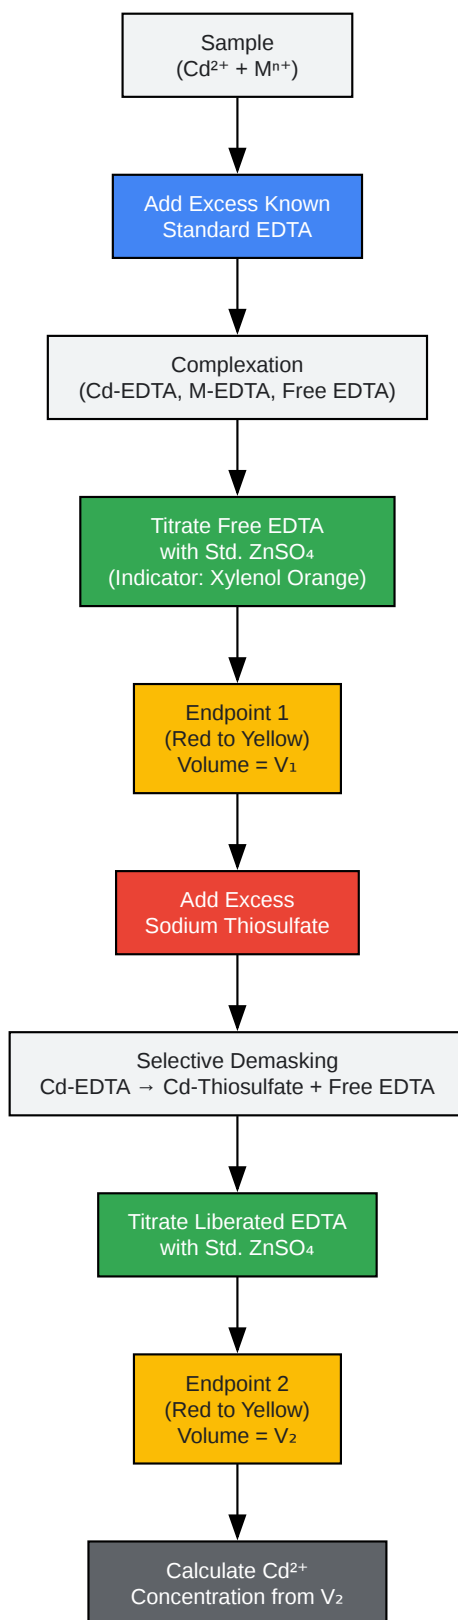 Sample
(Cd²⁺ + Mⁿ⁺)
Add Excess Known
Standard EDTA
Complexation
(Cd-EDTA, M-EDTA, Free EDTA)
Titrate Free EDTA
with Std. ZnSO₄
(Indicator: Xylenol Orange)
Endpoint 1
(Red to Yellow)
Volume = V₁
Add Excess
Sodium Thiosulfate
Selective Demasking
Cd-EDTA → Cd-Thiosulfate + Free EDTA
Titrate Liberated EDTA
with Std. ZnSO₄
Endpoint 2
(Red to Yellow)
Volume = V₂
Calculate Cd²⁺
Concentration from V₂